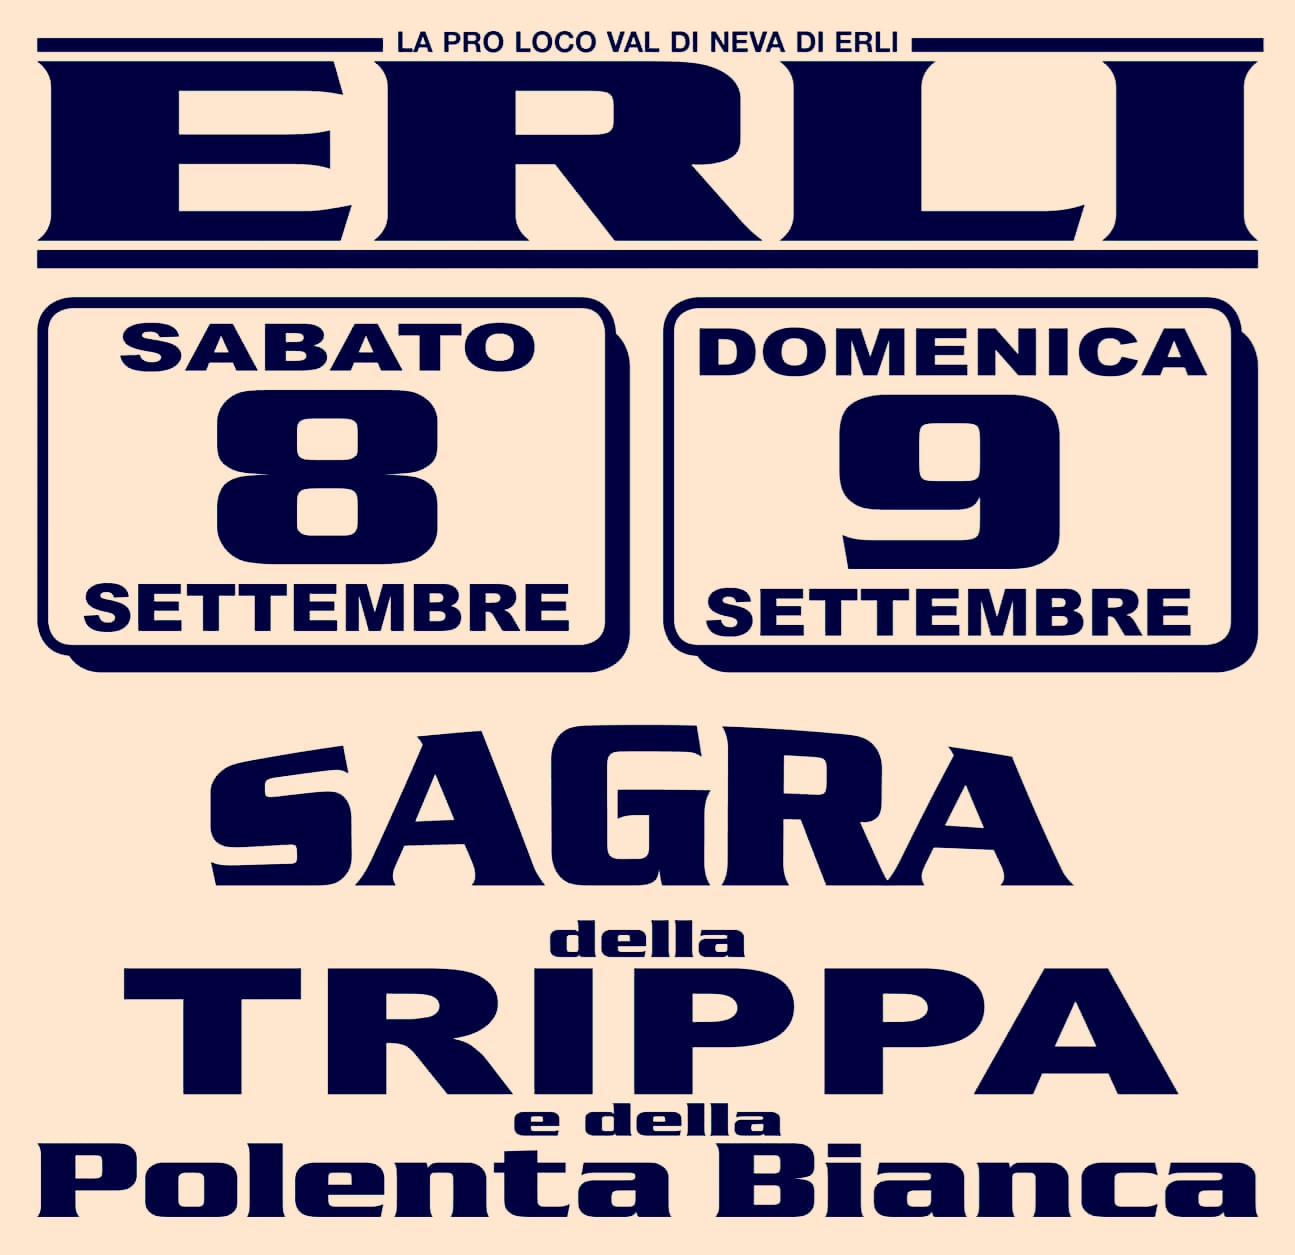 LA PRO LOCO VAL DI NEVA DI ERLI
ERLI
SABATO
8
SETTEMBRE
DOMENICA
9
SETTEMBRE
SAGRA
della
TRIPPA
e della
Polenta Bianca